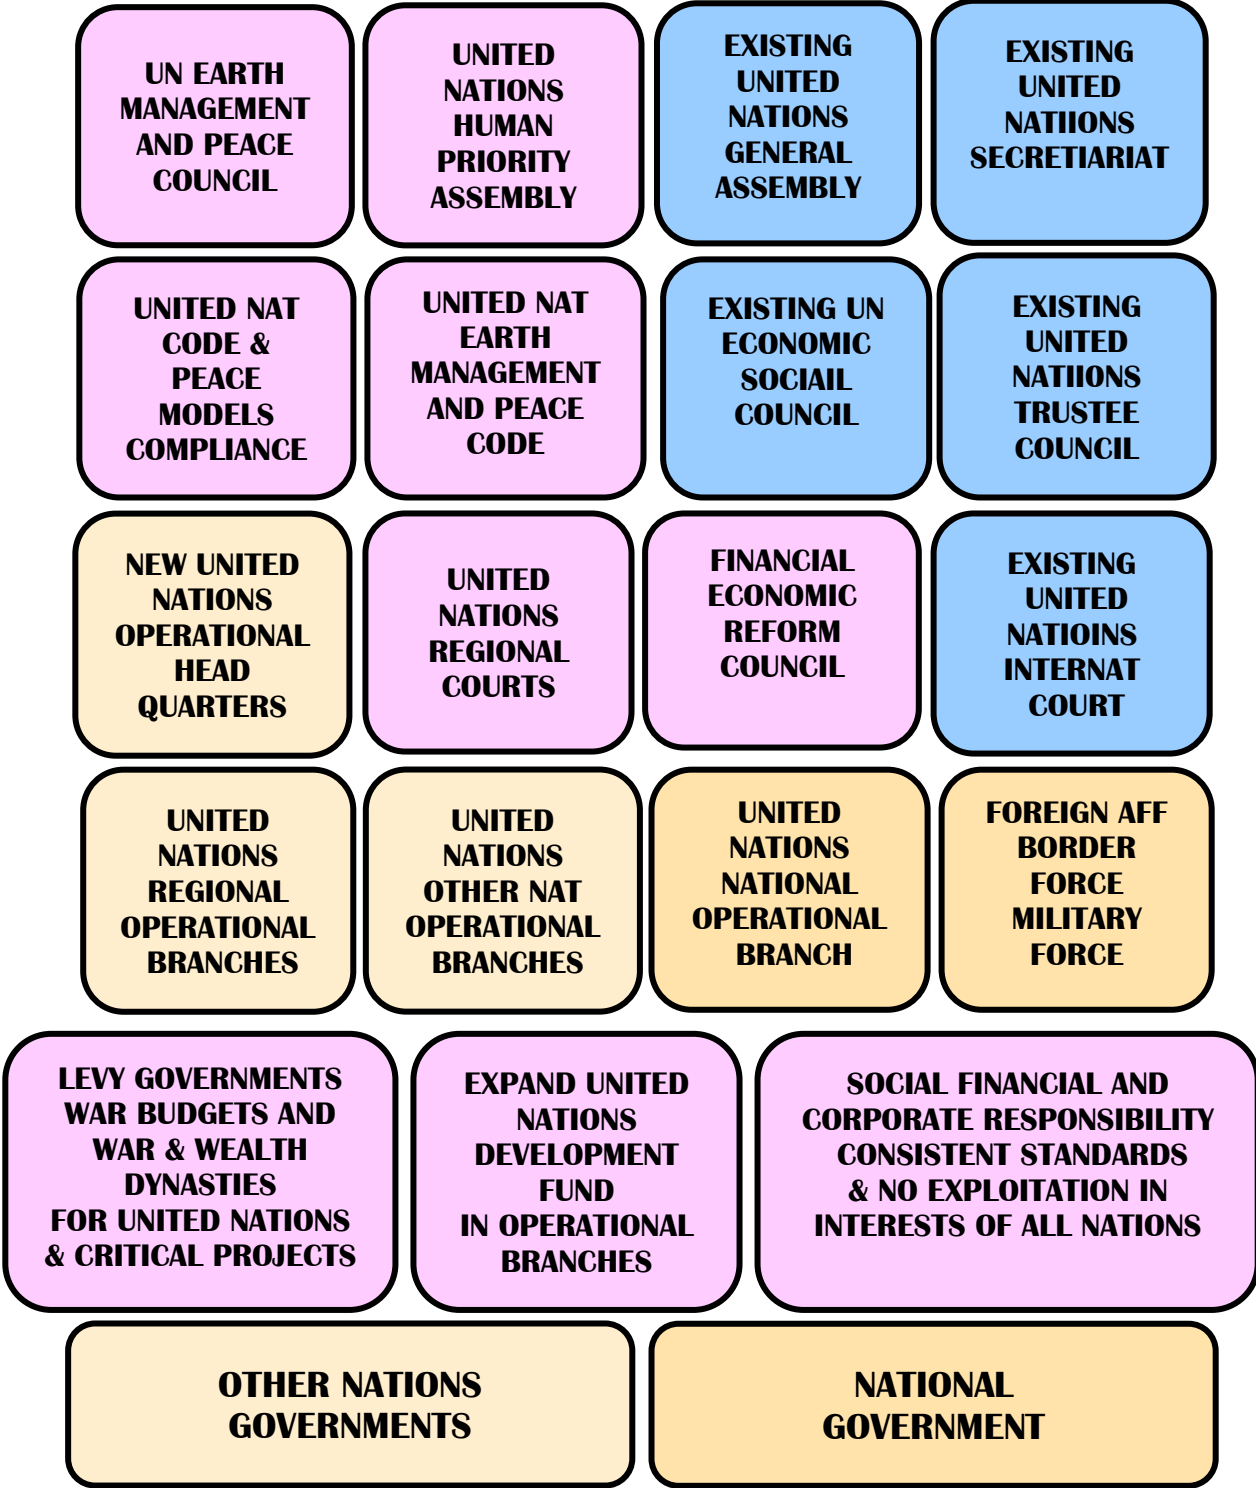 UN EARTH
MANAGEMENT
AND PEACE
COUNCIL
UNITED
NATIONS
HUMAN
PRIORITY
ASSEMBLY
EXISTING
UNITED
NATIONS
GENERAL
ASSEMBLY
EXISTING
UNITED
NATIIONS
SECRETIARIAT
UNITED NAT
CODE &
PEACE
MODELS
COMPLIANCE
UNITED NAT
EARTH
MANAGEMENT
AND PEACE
CODE
EXISTING UN
ECONOMIC
SOCIAIL
COUNCIL
EXISTING
UNITED
NATIIONS
TRUSTEE
COUNCIL
NEW UNITED
NATIONS
OPERATIONAL
HEAD
QUARTERS
UNITED
NATIONS
REGIONAL
COURTS
FINANCIAL
ECONOMIC
REFORM
COUNCIL
EXISTING
UNITED
NATIOINS
INTERNAT
COURT
UNITED
NATIONS
REGIONAL
OPERATIONAL
BRANCHES
UNITED
NATIONS
OTHER NAT
OPERATIONAL
BRANCHES
UNITED
NATIONS
NATIONAL
OPERATIONAL
BRANCH
FOREIGN AFF
BORDER
FORCE
MILITARY
FORCE
LEVY GOVERNMENTS
WAR BUDGETS AND
WAR & WEALTH
DYNASTIES
FOR UNITED NATIONS
& CRITICAL PROJECTS
EXPAND UNITED
NATIONS
DEVELOPMENT
FUND
IN OPERATIONAL
BRANCHES
SOCIAL FINANCIAL AND
CORPORATE RESPONSIBILITY
CONSISTENT STANDARDS
& NO EXPLOITATION IN
INTERESTS OF ALL NATIONS
OTHER NATIONS
GOVERNMENTS
NATIONAL
GOVERNMENT